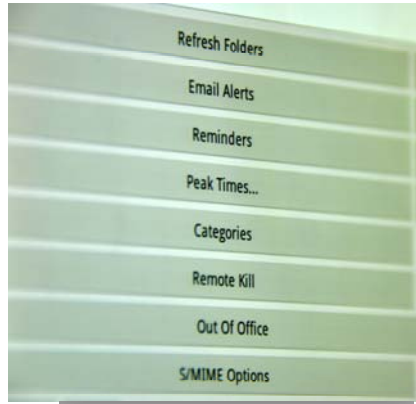 Refresh Folders
Email Alerts
Reminders
Peak Times...
Categories
Remote Kill
Out Of Office
S/MIME Options